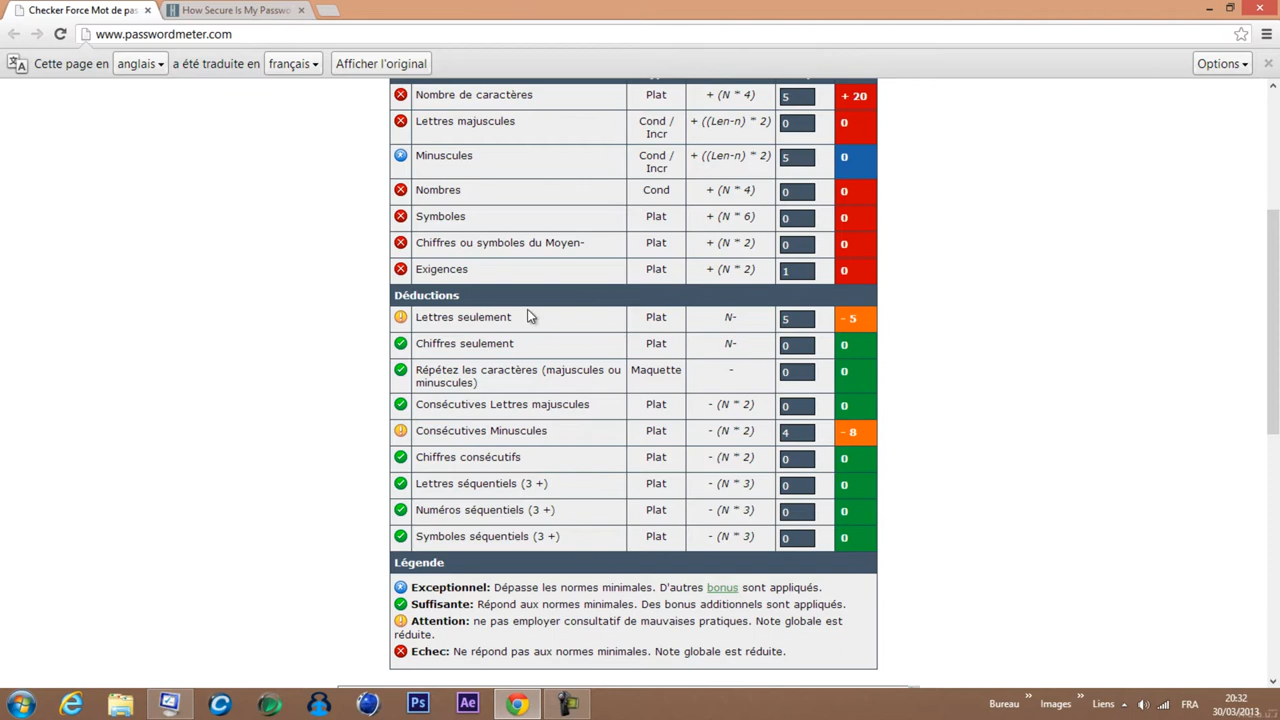 Checker Force Mot de pas
How Secure Is My Passwo
www.passwordmeter.com
Cette page en anglais a été traduite en français Afficher l'original Options
Nombre de caractères Plat + (N * 4) 5 + 20
Lettres majuscules Cond / Incr + ((Len-n) * 2) 0 0
Minuscules Cond / Incr + ((Len-n) * 2) 5 0
Nombres Cond + (N * 4) 0 0
Symboles Plat + (N * 6) 0 0
Chiffres ou symboles du Moyen- Plat + (N * 2) 0 0
Exigences Plat + (N * 2) 1 0
Déductions
Lettres seulement Plat N- 5 - 5
Chiffres seulement Plat N- 0 0
Répétez les caractères (majuscules ou minuscules) Maquette - 0 0
Consécutives Lettres majuscules Plat - (N * 2) 0 0
Consécutives Minuscules Plat - (N * 2) 4 - 8
Chiffres consécutifs Plat - (N * 2) 0 0
Lettres séquentiels (3 +) Plat - (N * 3) 0 0
Numéros séquentiels (3 +) Plat - (N * 3) 0 0
Symboles séquentiels (3 +) Plat - (N * 3) 0 0
Légende
Exceptionnel: Dépasse les normes minimales. D'autres bonus sont appliqués.
Suffisante: Répond aux normes minimales. Des bonus additionnels sont appliqués.
Attention: ne pas employer consultatif de mauvaises pratiques. Note globale est
réduite.
Echec: Ne répond pas aux normes minimales. Note globale est réduite.
Ps Ae Bureau » Images » Liens FRA 20:32
30/03/2013